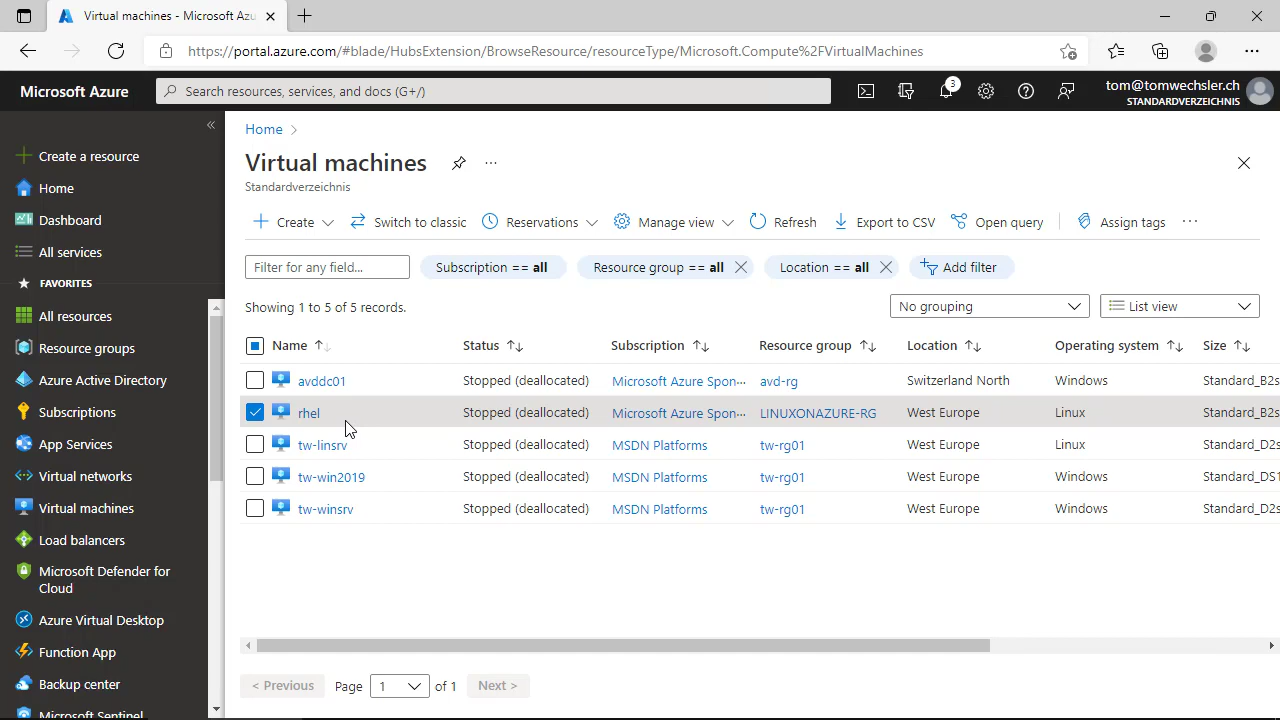 Virtual machines - Microsoft Azu
https://portal.azure.com/#blade/HubsExtension/BrowseResource/resourceType/Microsoft.Compute%2FVirtualMachines
Microsoft Azure
Search resources, services, and docs (G+/)
3
tom@tomwechsler.ch
STANDARDVERZEICHNIS
Create a resource
Home
Dashboard
All services
FAVORITES
All resources
Resource groups
Azure Active Directory
Subscriptions
App Services
Virtual networks
Virtual machines
Load balancers
Microsoft Defender for
Cloud
Azure Virtual Desktop
Function App
Backup center
Microsoft Sentinel
Home
Virtual machines
Standardverzeichnis
Create Switch to classic Reservations Manage view Refresh Export to CSV Open query Assign tags
Filter for any field... Subscription == all Resource group == all Location == all Add filter
Showing 1 to 5 of 5 records. No grouping List view
Name Status Subscription Resource group Location Operating system Size
avddc01 Stopped (deallocated) Microsoft Azure Spon... avd-rg Switzerland North Windows Standard_B2s
rhel Stopped (deallocated) Microsoft Azure Spon... LINUXONAZURE-RG West Europe Linux Standard_B2s
tw-linsrv Stopped (deallocated) MSDN Platforms tw-rg01 West Europe Linux Standard_D2s
tw-win2019 Stopped (deallocated) MSDN Platforms tw-rg01 West Europe Windows Standard_DS1
tw-winsrv Stopped (deallocated) MSDN Platforms tw-rg01 West Europe Windows Standard_D2s
< Previous Page 1 of 1 Next >